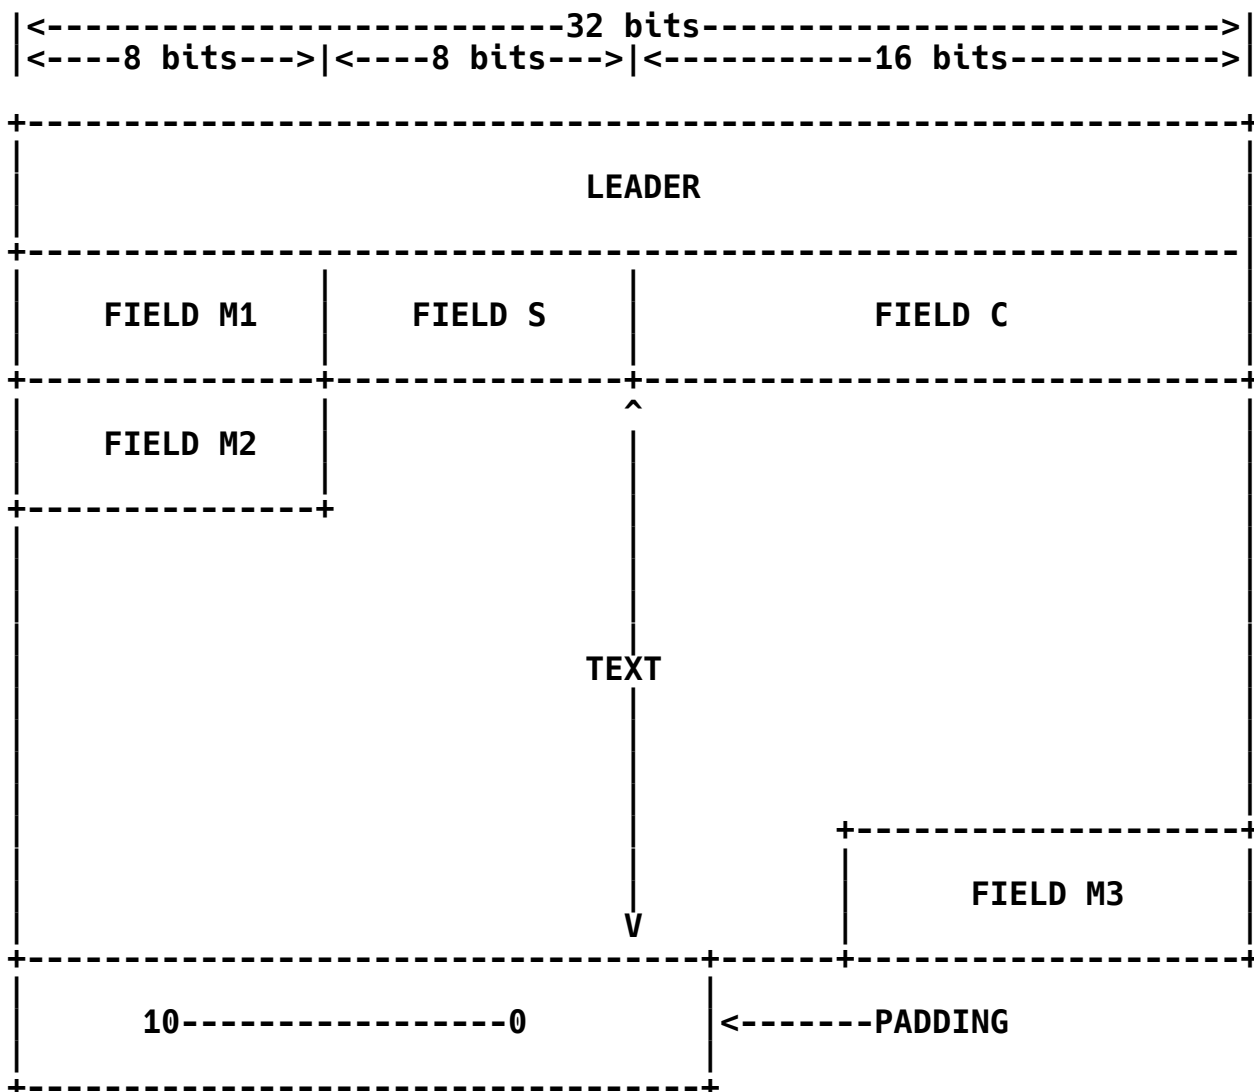 |<---------------------------32 bits--------------------------->|
|<----8 bits--->|<----8 bits--->|<-----------16 bits----------->|
LEADER
FIELD M1 FIELD S FIELD C
FIELD M2
TEXT
FIELD M3
10-----------------0 <-------PADDING